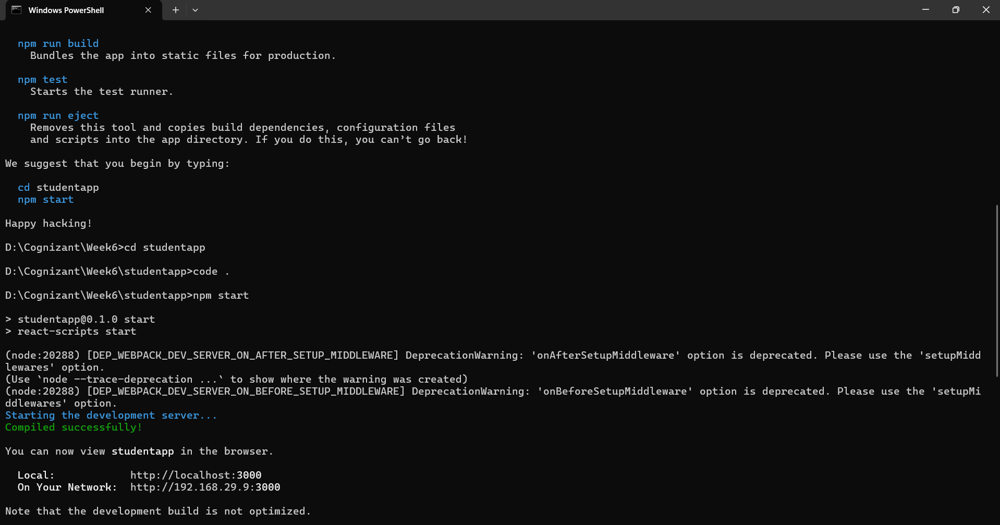 Windows PowerShell
npm run build
Bundles the app into static files for production.
npm test
Starts the test runner.
npm run eject
Removes this tool and copies build dependencies, configuration files
and scripts into the app directory. If you do this, you can’t go back!
We suggest that you begin by typing:
cd studentapp
npm start
Happy hacking!
D:\Cognizant\Week6>cd studentapp
D:\Cognizant\Week6\studentapp>code .
D:\Cognizant\Week6\studentapp>npm start
> studentapp@0.1.0 start
> react-scripts start
(node:20288) [DEP_WEBPACK_DEV_SERVER_ON_AFTER_SETUP_MIDDLEWARE] DeprecationWarning: 'onAfterSetupMiddleware' option is deprecated. Please use the 'setupMidd
lewares' option.
(Use `node --trace-deprecation ...` to show where the warning was created)
(node:20288) [DEP_WEBPACK_DEV_SERVER_ON_BEFORE_SETUP_MIDDLEWARE] DeprecationWarning: 'onBeforeSetupMiddleware' option is deprecated. Please use the 'setupMi
ddlewares' option.
Starting the development server...
Compiled successfully!
You can now view studentapp in the browser.
Local: http://localhost:3000
On Your Network: http://192.168.29.9:3000
Note that the development build is not optimized.